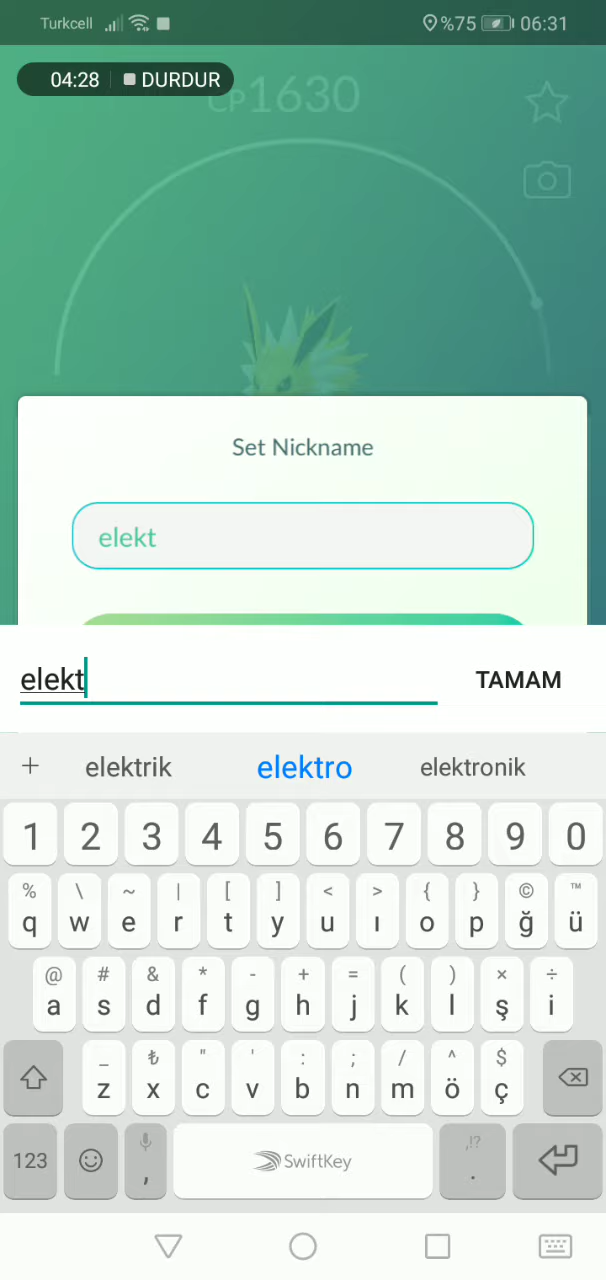 Turkcell %75 06:31
04:28 DURDUR
CP1630
Set Nickname
elekt
elekt TAMAM
+ elektrik elektro elektronik
1 2 3 4 5 6 7 8 9 0
% \ ~ | [ ] < > { } © ™
q w e r t y u ı o p ğ ü
@ # & * - + = ( ) × ÷
a s d f g h j k l ş i
_ ₺ " ' : ; / ^ $
z x c v b n m ö ç
,!?
123 , SwiftKey .